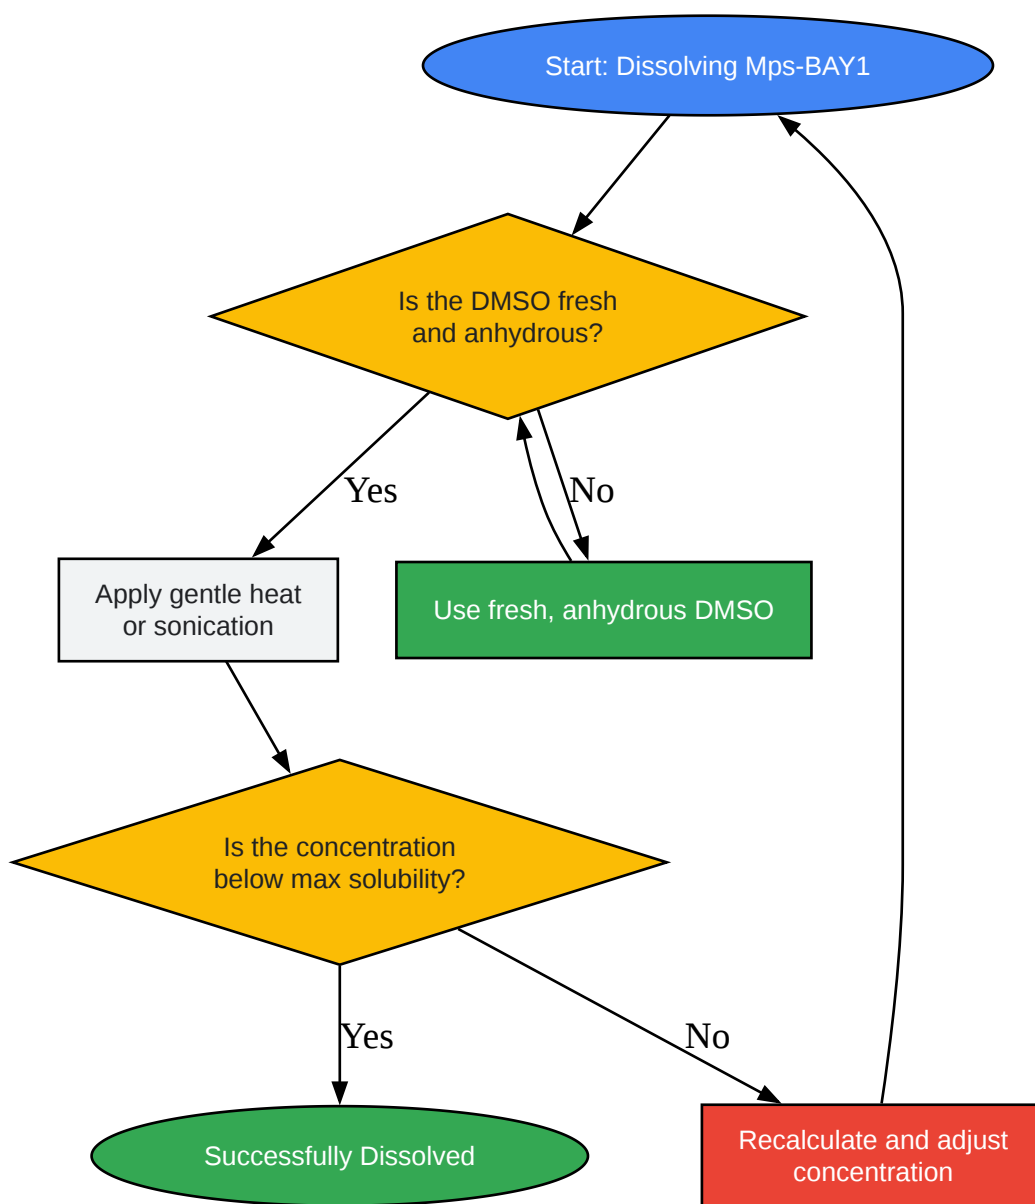 Start: Dissolving Mps-BAY1
Is the DMSO fresh
and anhydrous?
Yes
No
Apply gentle heat
or sonication
Use fresh, anhydrous DMSO
Is the concentration
below max solubility?
Yes
No
Successfully Dissolved
Recalculate and adjust
concentration